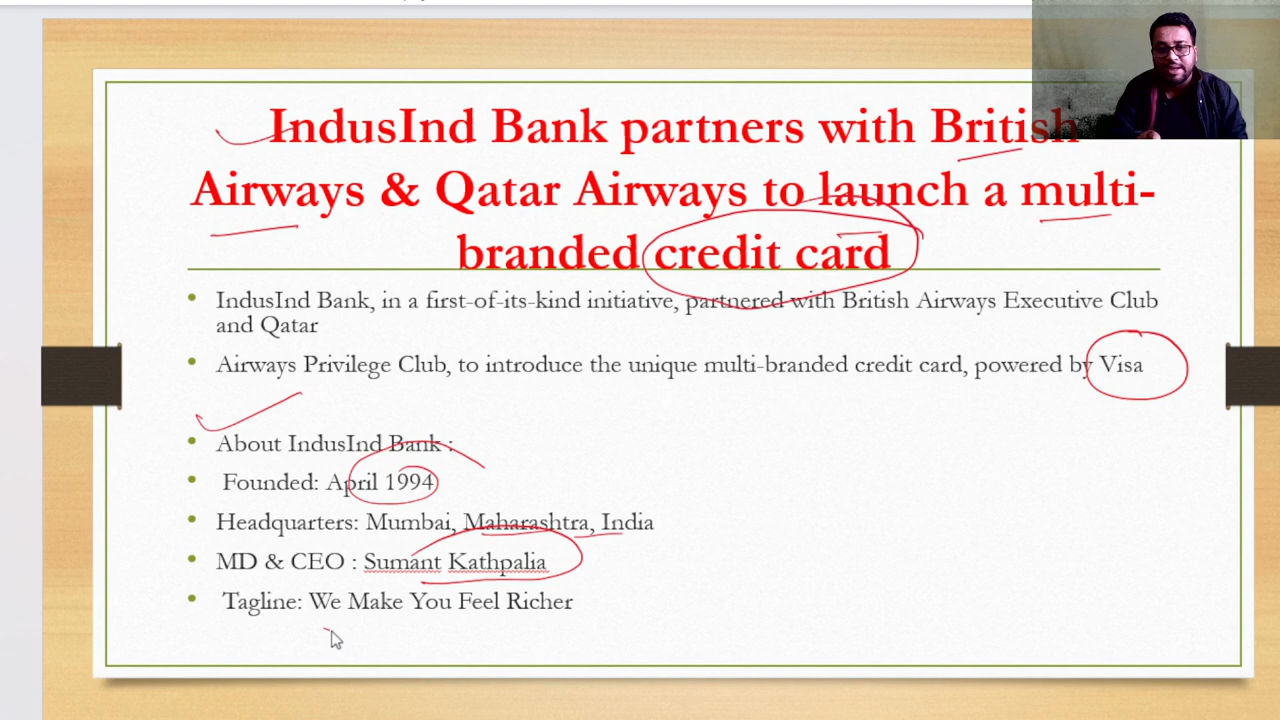 IndusInd Bank partners with British
Airways & Qatar Airways to launch a multi-
branded credit card
• IndusInd Bank, in a first-of-its-kind initiative, partnered with British Airways Executive Club
and Qatar
• Airways Privilege Club, to introduce the unique multi-branded credit card, powered by Visa
• About IndusInd Bank :
• Founded: April 1994
• Headquarters: Mumbai, Maharashtra, India
• MD & CEO : Sumant Kathpalia
• Tagline: We Make You Feel Richer